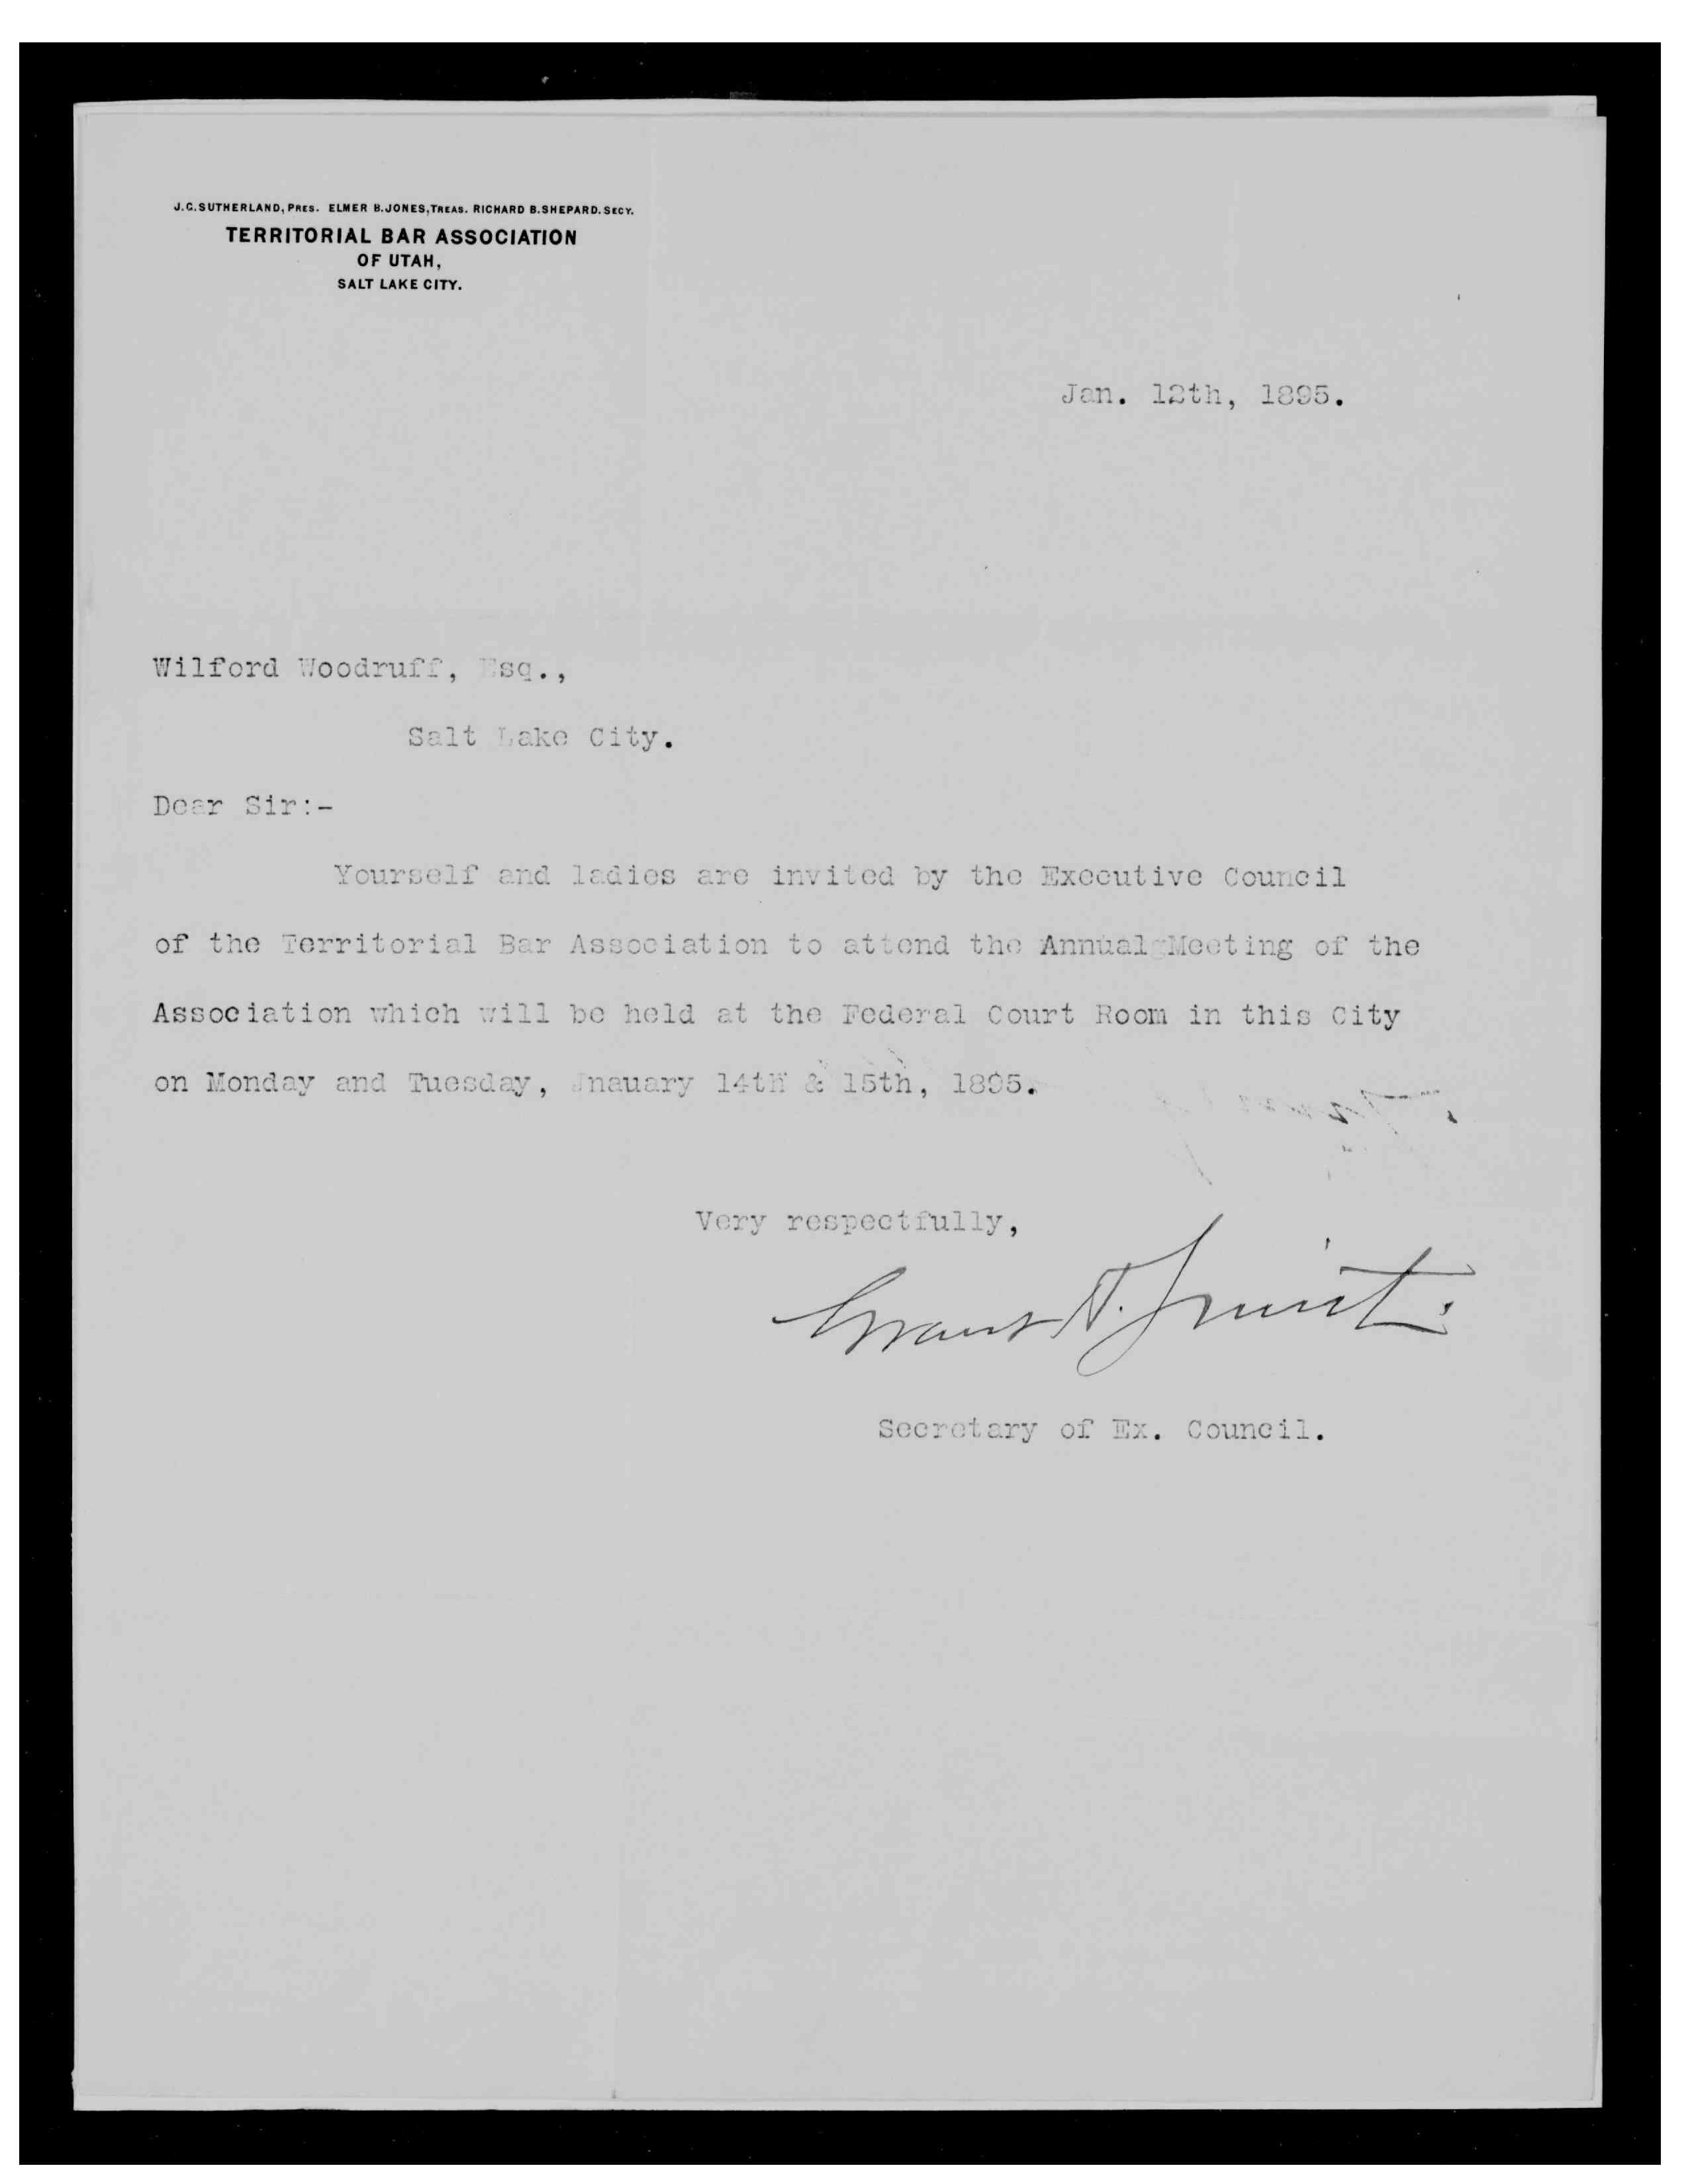 J.G. SUTHERLAND, PRES. ELMER B. JONES, TREAS. RICHARD B. SHEPARD. SECY.
TERRITORIAL BAR ASSOCIATION
OF UTAH,
SALT LAKE CITY.
Jan. 12th, 1895.
Wilford Woodruff, Esq.,
Salt Lake City.
Dear Sir:-
Yourself and ladies are invited by the Executive Council
of the Territorial Bar Association to attend the Annual Meeting of the
Association which will be held at the Federal Court Room in this City
on Monday and Tuesday, Jnauary 14th & 15th, 1895.
Very respectfully,
Grant H. Smith
Secretary of Ex. Council.